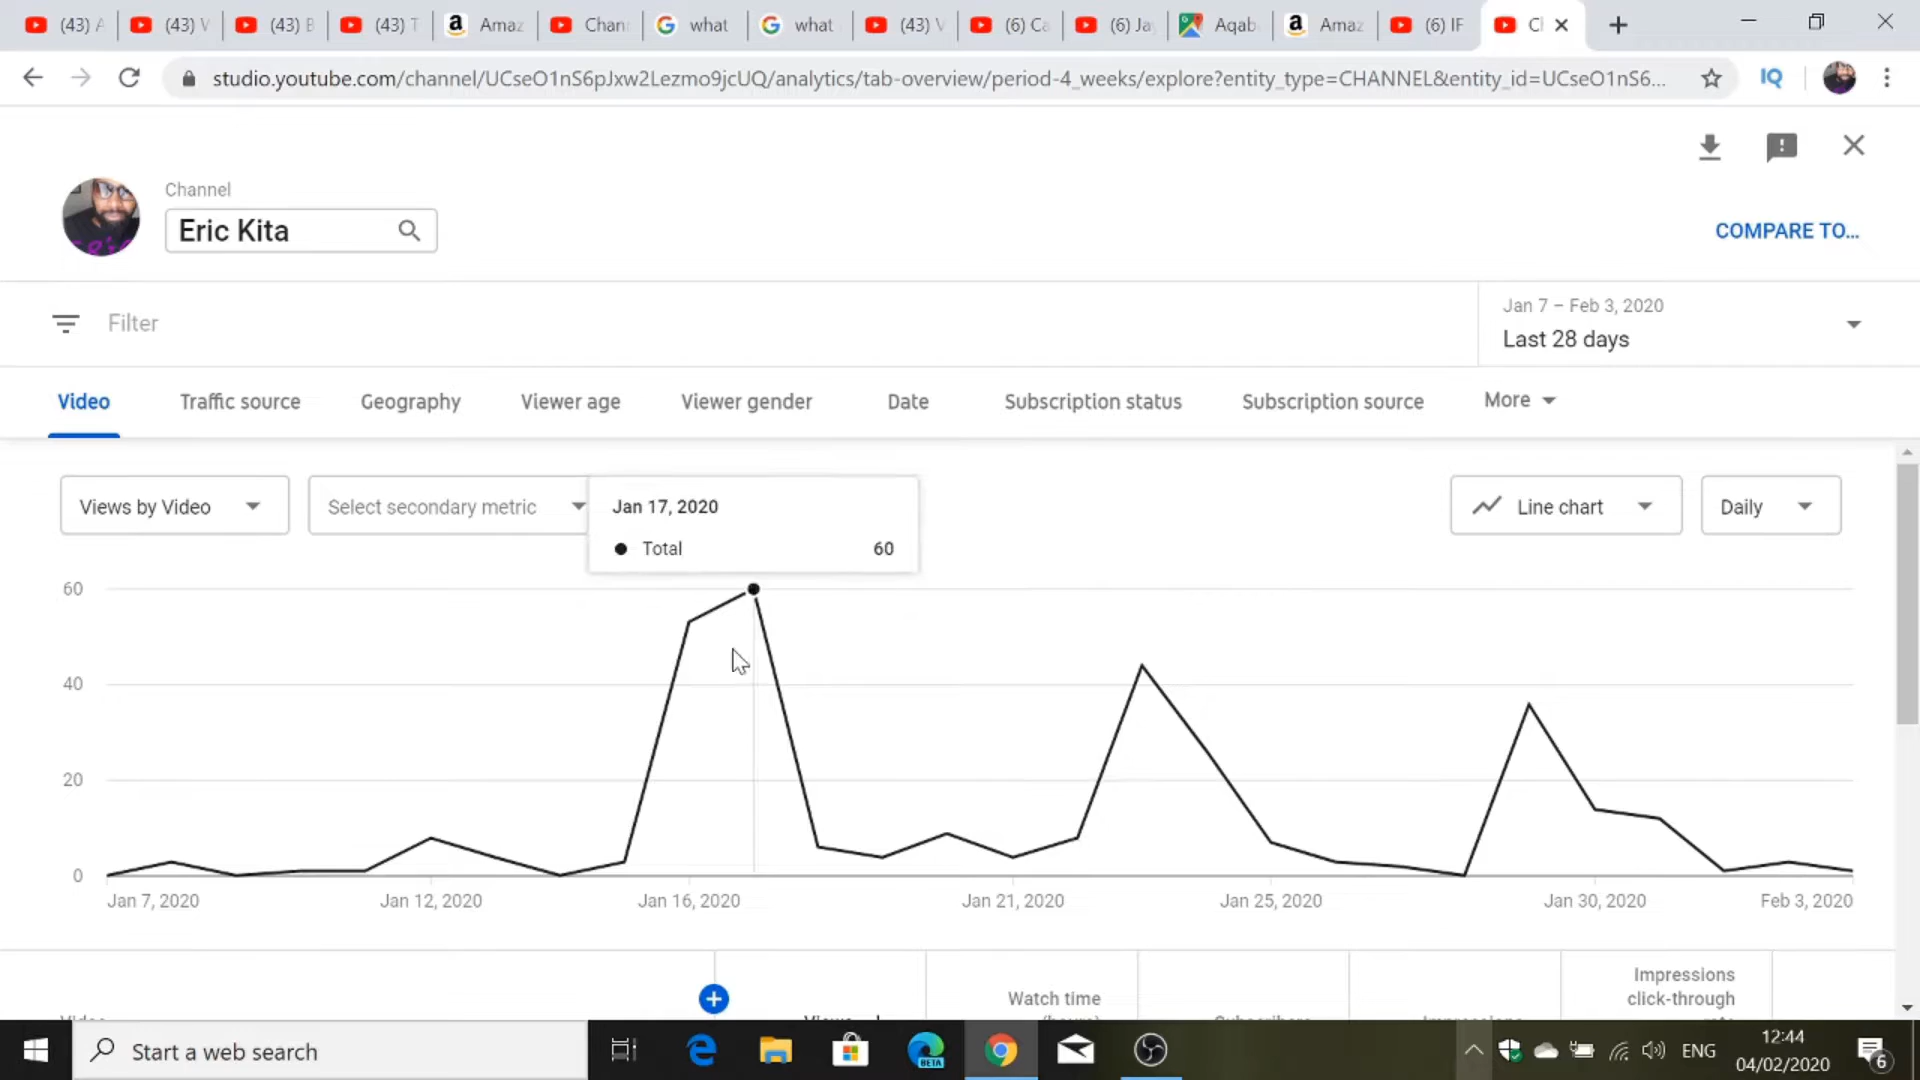 (43) A
(43) V
(43) B
(43) T
Amaz
Chan
what
what
(43) V
(6) Ca
(6) Ja
Aqab
Amaz
(6) IF
Cl
studio.youtube.com/channel/UCseO1nS6pJxw2Lezmo9jcUQ/analytics/tab-overview/period-4_weeks/explore?entity_type=CHANNEL&entity_id=UCseO1nS6...
IQ
Channel
Eric Kita
COMPARE TO...
Filter
Jan 7 – Feb 3, 2020
Last 28 days
Video
Traffic source
Geography
Viewer age
Viewer gender
Date
Subscription status
Subscription source
More
Views by Video
Select secondary metric
Jan 17, 2020
Total 60
Line chart
Daily
60
40
20
0
Jan 7, 2020
Jan 12, 2020
Jan 16, 2020
Jan 21, 2020
Jan 25, 2020
Jan 30, 2020
Feb 3, 2020
Watch time
Impressions
click-through
Start a web search
BETA
ENG
12:44
04/02/2020
6